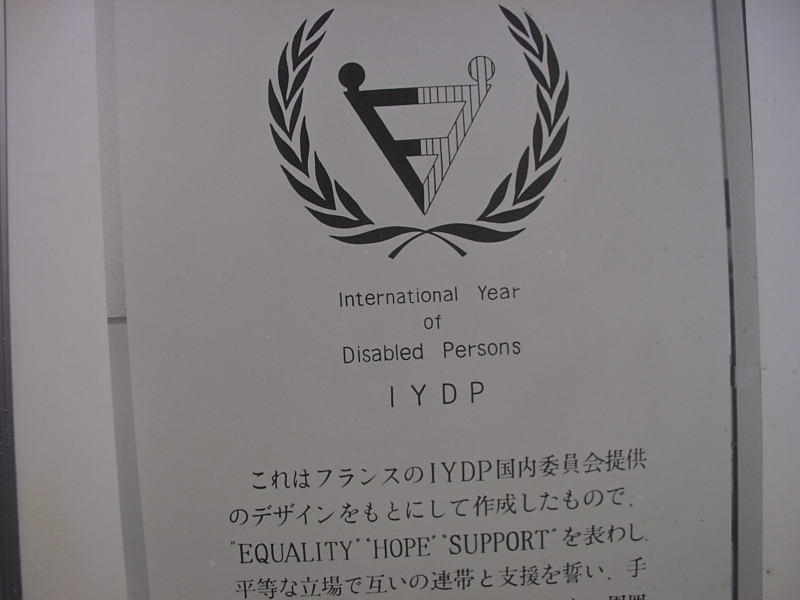 International Year
of
Disabled Persons
IYDP
これはフランスのIYDP国内委員会提供
のデザインをもとにして作成したもので、
"EQUALITY" "HOPE" "SUPPORT" を表わし、
平等な立場で互いの連帯と支援を誓い、手